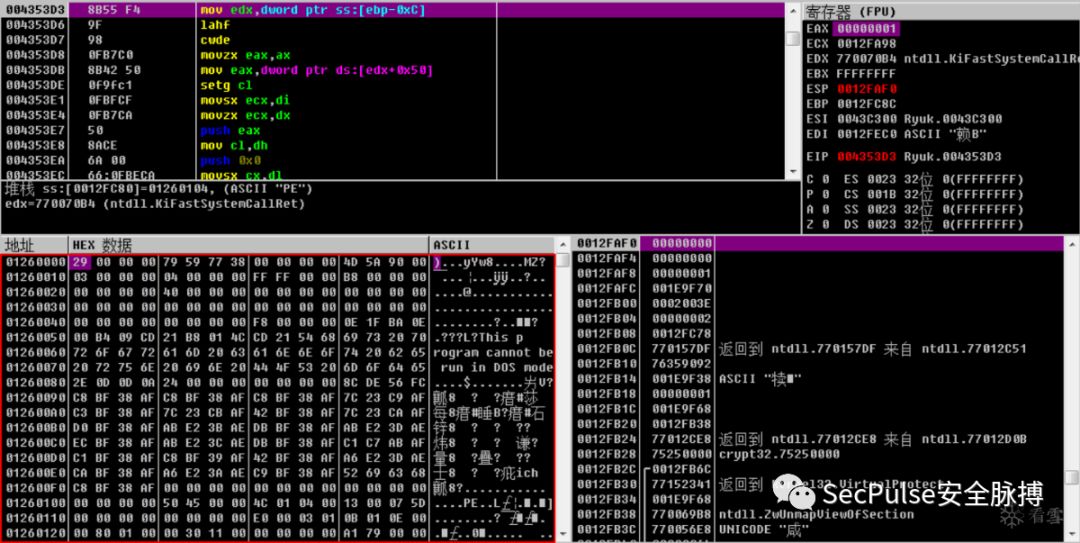 004353D3 8B55 F4 mov edx,dword ptr ss:[ebp-0xC]
004353D6 9F lahf
004353D7 98 cwde
004353D8 0FB7C0 movzx eax,ax
004353DB 8B42 50 mov eax,dword ptr ds:[edx+0x50]
004353DE 0f9fc1 setg cl
004353E1 0FBFCF movsx ecx,di
004353E4 0FB7CA movzx ecx,dx
004353E7 50 push eax
004353E8 8ACE mov cl,dh
004353EA 6A 00 push 0x0
004353EC 66:0FBECA movsx cx,dl
堆栈 ss:[0012FC80]=01260104, (ASCII "PE")
edx=770070B4 (ntdll.KiFastSystemCallRet)
寄存器 (FPU)
EAX 00000001
ECX 0012FA98
EDX 770070B4 ntdll.KiFastSystemCallR
EBX FFFFFFFF
ESP 0012FAF0
EBP 0012FC8C
ESI 0043C300 Ryuk.0043C300
EDI 0012FEC0 ASCII "赖B"
EIP 004353D3 Ryuk.004353D3
C 0 ES 0023 32位 0(FFFFFFFF)
P 0 CS 001B 32位 0(FFFFFFFF)
A 0 SS 0023 32位 0(FFFFFFFF)
Z 0 DS 0023 32位 0(FFFFFFFF)
地址 HEX 数据 ASCII
01260000 29 00 00 00 79 59 77 38 00 00 00 00 4D 5A 90 00 )...yYw8....MZ?
01260010 03 00 00 00 04 00 00 00 FF FF 00 00 B8 00 00 00
01260020 00 00 00 00 40 00 00 00 00 00 00 00 00 00 00 00 ....@...........
01260030 00 00 00 00 00 00 00 00 00 00 00 00 00 00 00 00 ................
01260040 00 00 00 00 00 00 00 00 F8 00 00 00 0E 1F BA 0E
01260050 00 B4 09 CD 21 B8 01 4C CD 21 54 68 69 73 20 70 .???L?This p
01260060 72 6F 67 72 61 6D 20 63 61 6E 6E 6F 74 20 62 65 rogram cannot be
01260070 20 72 75 6E 20 69 6E 20 44 4F 53 20 6D 6F 64 65 run in DOS mode
01260080 2E 0D 0D 0A 24 00 00 00 00 00 00 00 8C DE 56 FC
01260090 C8 BF 38 AF C8 BF 38 AF C8 BF 38 AF 7C 23 C9 AF
012600A0 C3 BF 38 AF 7C 23 CB AF 42 BF 38 AF 7C 23 CA AF
012600B0 D0 BF 38 AF AB E2 3B AE DB BF 38 AF AB E2 3D AE
012600C0 EC BF 38 AF AB E2 3C AE DB BF 38 AF C1 C7 AB AF
012600D0 C1 BF 38 AF C8 BF 39 AF 42 BF 38 AF A6 E2 3D AE
012600E0 CA BF 38 AF A6 E2 3A AE C9 BF 38 AF 52 69 63 68
012600F0 C8 BF 38 AF 00 00 00 00 00 00 00 00 00 00 00 00
01260100 00 00 00 00 50 45 00 00 4C 01 04 00 13 00 07 5D
01260110 00 00 00 00 00 00 00 00 E0 00 03 01 0B 01 0E 00
01260120 00 80 01 00 00 30 11 00 00 00 00 00 A1 79 00 00
0012FAF0 00000000
0012FAF4 00000000
0012FAF8 00000001
0012FAFC 001E9F70
0012FB00 0002003E
0012FB04 00000002
0012FB08 0012FC78
0012FB0C 770157DF 返回到 ntdll.770157DF 来自 ntdll.77012C51
0012FB10 76359092
0012FB14 001E9F38 ASCII
0012FB18 00000001
0012FB1C 001E9F68
0012FB20 0012FB38
0012FB24 77012CE8 返回到 ntdll.77012CE8 来自 ntdll.77012D0B
0012FB28 75250000 crypt32.75250000
0012FB2C 0012FB6C
0012FB30 77152341 返回到
0012FB34 001E9F68
0012FB38 770069B8 ntdll.ZwUnmapViewOfSection
0012FB3C 770056E8 UNICODE "咸"
SecPulse安全脉搏
看雪